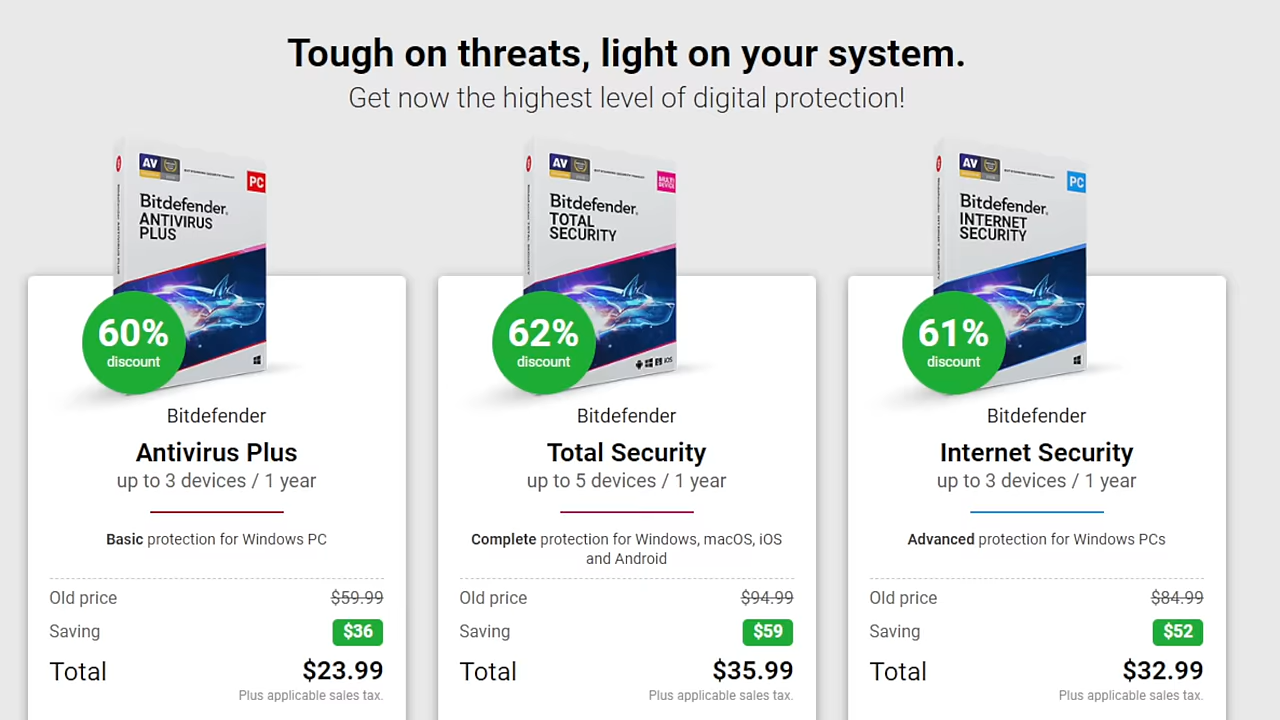 Tough on threats, light on your system.
Get now the highest level of digital protection!
AV
PC
Bitdefender
ANTIVIRUS
PLUS
60%
discount
Bitdefender
Antivirus Plus
up to 3 devices / 1 year
Basic protection for Windows PC
Old price $59.99
Saving $36
Total $23.99
Plus applicable sales tax.
AV
MULTI
DEVICE
Bitdefender
TOTAL
SECURITY
iOS
62%
discount
Bitdefender
Total Security
up to 5 devices / 1 year
Complete protection for Windows, macOS, iOS
and Android
Old price $94.99
Saving $59
Total $35.99
Plus applicable sales tax.
AV
PC
Bitdefender
INTERNET
SECURITY
61%
discount
Bitdefender
Internet Security
up to 3 devices / 1 year
Advanced protection for Windows PCs
Old price $84.99
Saving $52
Total $32.99
Plus applicable sales tax.